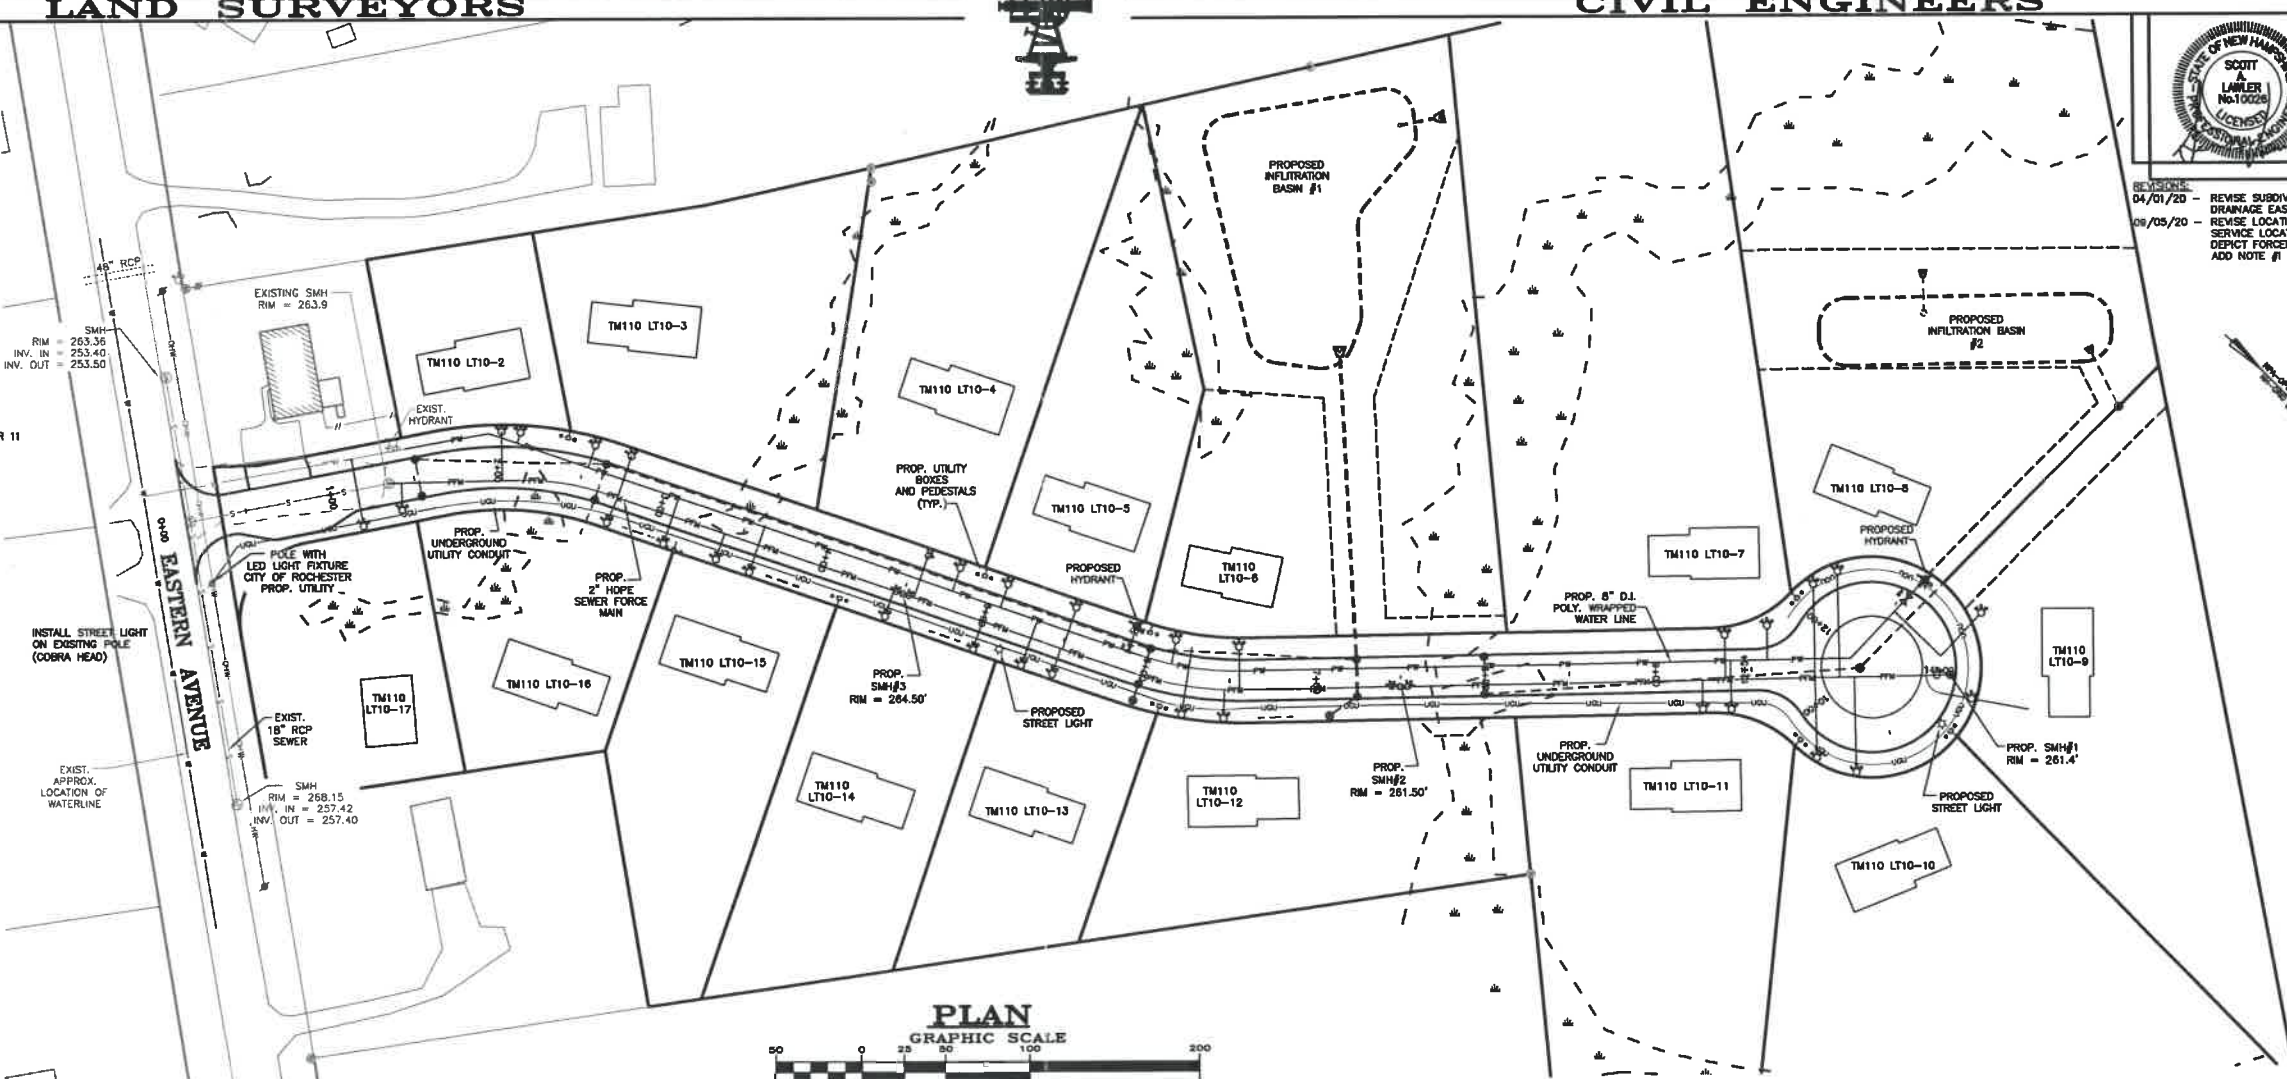 LAND SURVEYORS
CIVIL ENGINEERS
STATE OF NEW HAMPSHIRE
SCOTT
A.
LAWLER
No.10026
LICENSED
PROFESSIONAL ENGINEER
REVISIONS:
04/01/20 - REVISE SUBDIV
DRAINAGE EAS
09/05/20 - REVISE LOCATI
SERVICE LOCAT
DEPICT FORCE
ADD NOTE #1
48" RCP
EXISTING SMH
RIM = 263.9
SMH
RIM = 263.36
INV. IN = 253.40
INV. OUT = 253.50
R 11
TM110 LT10-2
TM110 LT10-3
TM110 LT10-4
TM110 LT10-5
TM110
LT10-6
TM110 LT10-7
TM110 LT10-8
TM110
LT10-9
TM110 LT10-10
TM110 LT10-11
TM110
LT10-12
TM110 LT10-13
TM110
LT10-14
TM110 LT10-15
TM110 LT10-16
TM110
LT10-17
PROPOSED
INFLITRATION
BASIN #1
PROPOSED
INFILTRATION BASIN
#2
EXIST.
HYDRANT
PROP. UTILITY
BOXES
AND PEDESTALS
(TYP.)
PROP.
UNDERGROUND
UTILITY CONDUIT
POLE WITH
LED LIGHT FIXTURE
CITY OF ROCHESTER
PROP. UTILITY
PROP.
2" HDPE
SEWER FORCE
MAIN
INSTALL STREET LIGHT
ON EXISITNG POLE
(COBRA HEAD)
EASTERN AVENUE
0+00
1+00
EXIST.
18" RCP
SEWER
EXIST.
APPROX.
LOCATION OF
WATERLINE
SMH
RIM = 268.15
INV. IN = 257.42
INV. OUT = 257.40
PROP.
SMH#3
RIM = 264.50'
PROPOSED
STREET LIGHT
PROPOSED
HYDRANT
PROP. 8" D.I.
POLY. WRAPPED
WATER LINE
PROPOSED
HYDRANT
PROP.
SMH#2
RIM = 261.50'
PROP.
UNDERGROUND
UTILITY CONDUIT
PROP. SMH#1
RIM = 261.4'
PROPOSED
STREET LIGHT
PLAN
GRAPHIC SCALE
50 0 25 50 100 200